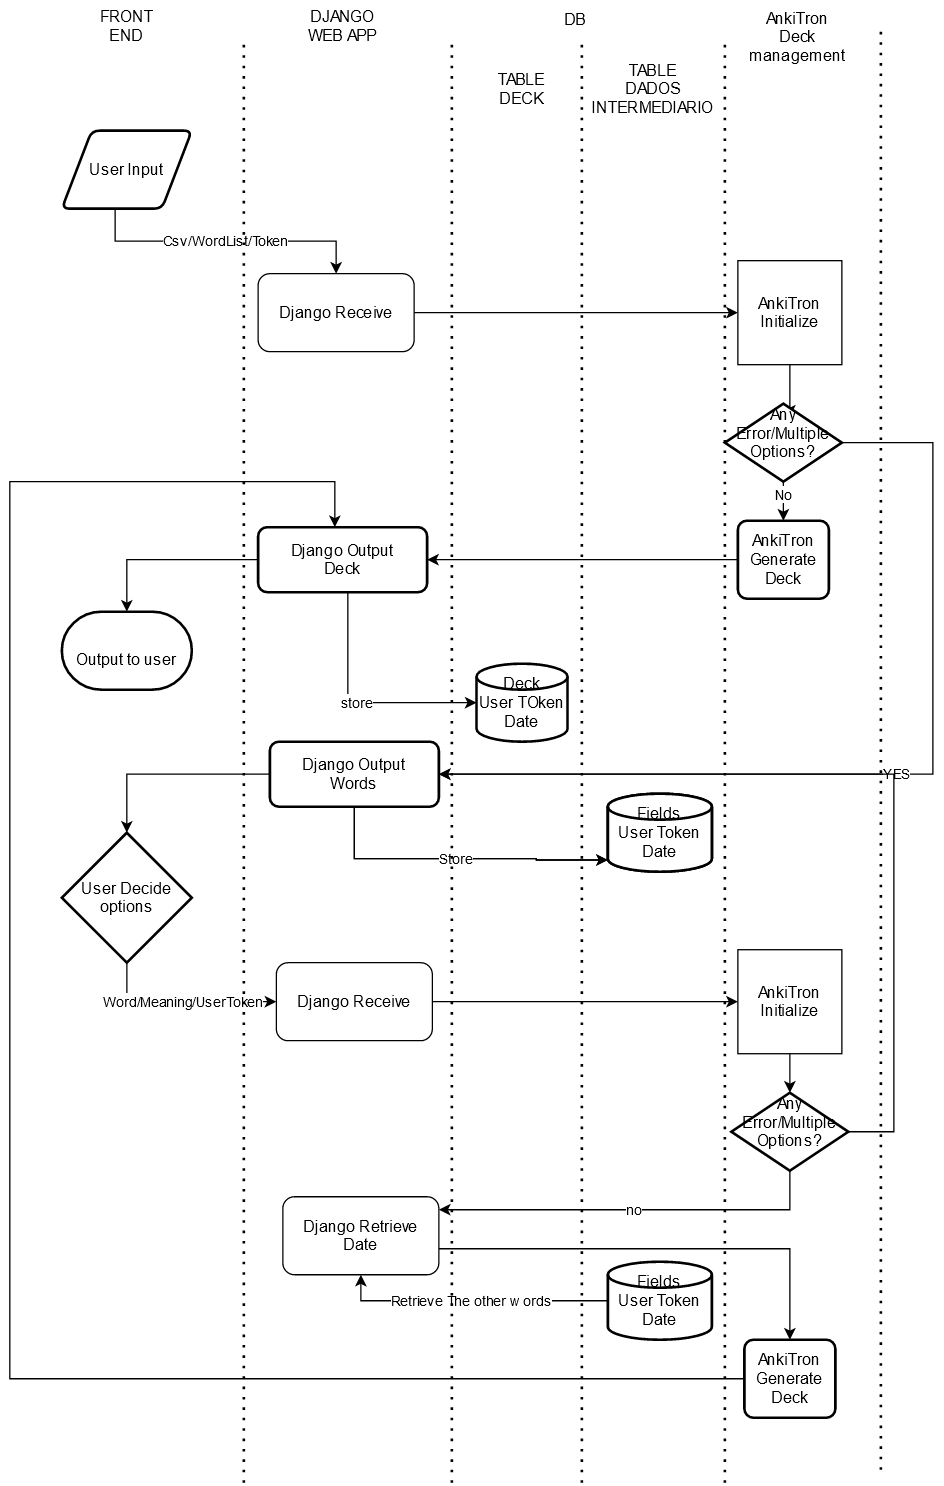 FRONT
END
DJANGO
WEB APP
DB
AnkiTron
Deck
management
TABLE
DECK
TABLE
DADOS
INTERMEDIARIO
User Input
Csv/WordList/Token
Django Receive
AnkiTron
Initialize
Any
Error/Multiple
Options?
No
Django Output
Deck
AnkiTron
Generate
Deck
Output to user
Deck
User TOken
Date
store
Django Output
Words
YES
Fields
User Token
Date
Store
User Decide
options
Word/Meaning/UserToken
Django Receive
AnkiTron
Initialize
Any
Error/Multiple
Options?
no
Django Retrieve
Date
Fields
User Token
Date
Retrieve The other words
AnkiTron
Generate
Deck